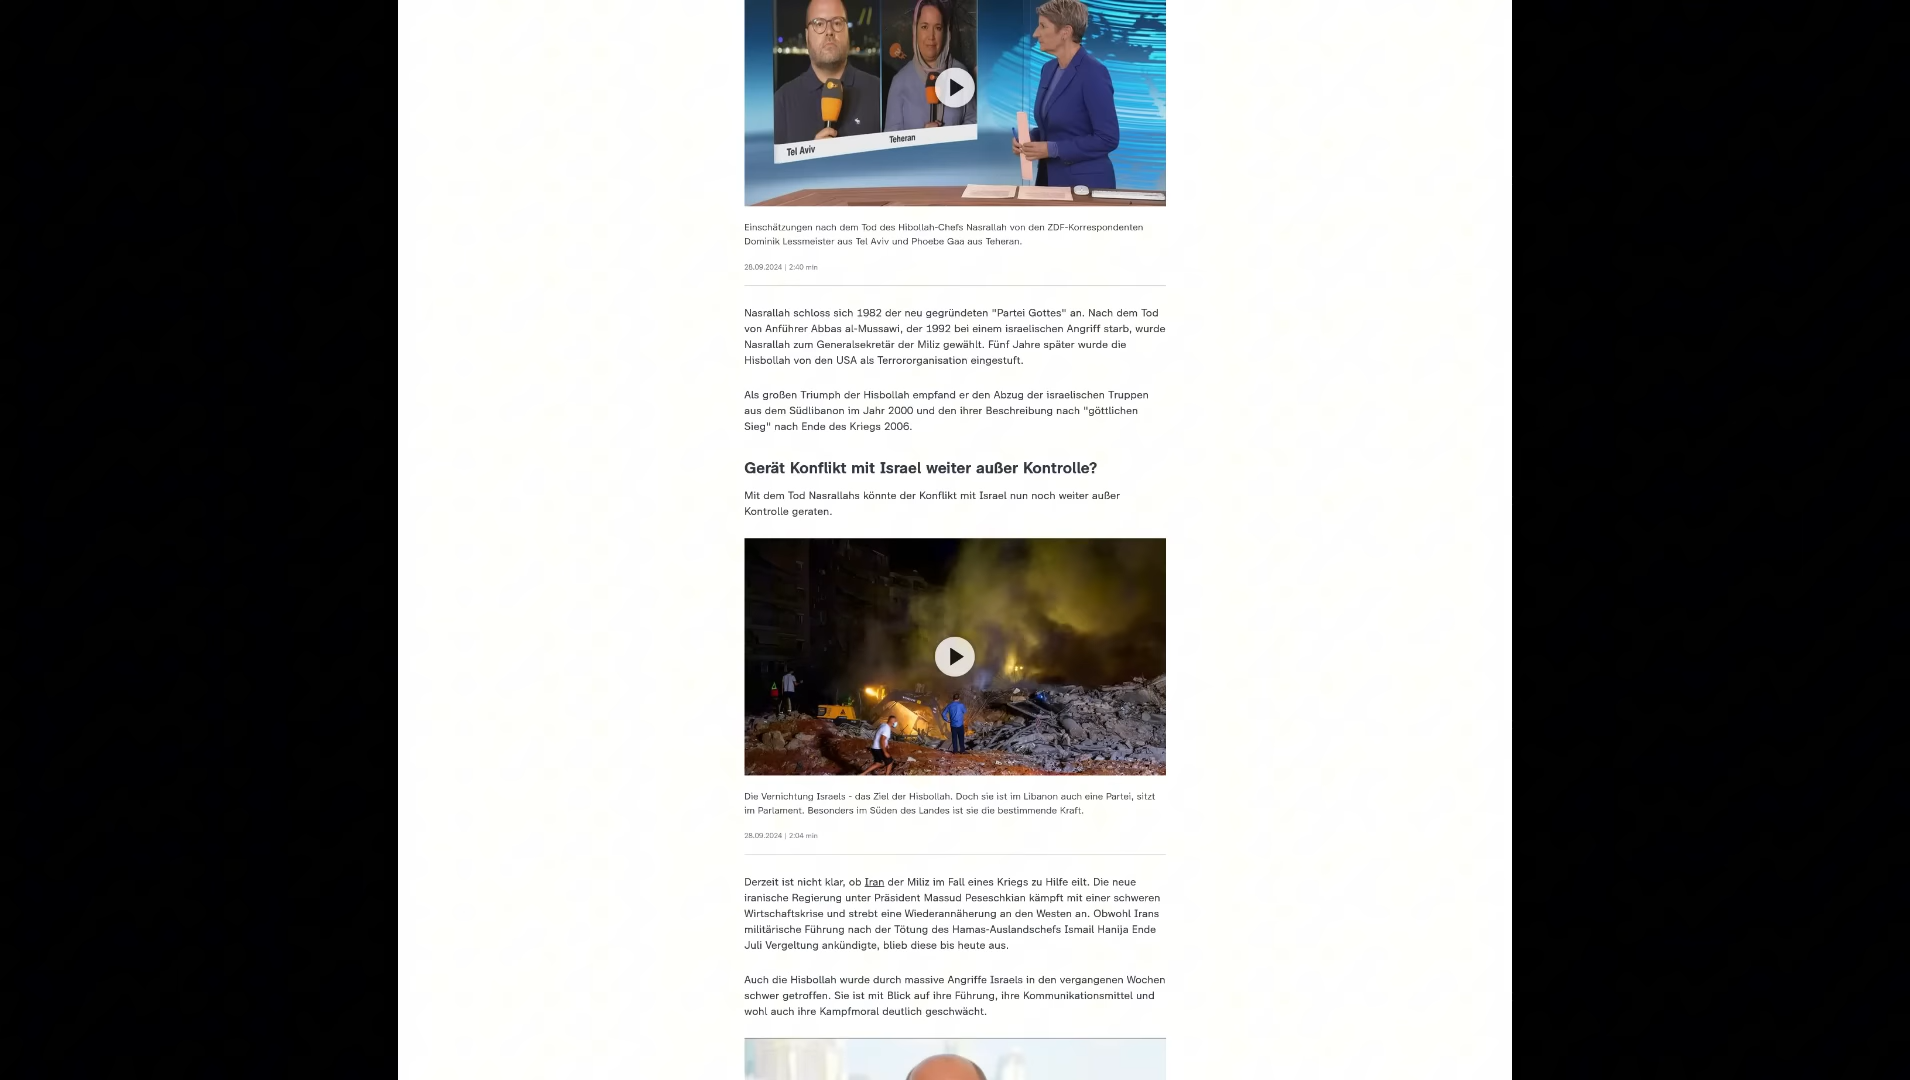 Tel Aviv
Teheran
Einschätzungen nach dem Tod des Hibollah-Chefs Nasrallah von den ZDF-Korrespondenten
Dominik Lessmeister aus Tel Aviv und Phoebe Gaa aus Teheran.
28.09.2024 | 2:40 min
Nasrallah schloss sich 1982 der neu gegründeten "Partei Gottes" an. Nach dem Tod
von Anführer Abbas al-Mussawi, der 1992 bei einem israelischen Angriff starb, wurde
Nasrallah zum Generalsekretär der Miliz gewählt. Fünf Jahre später wurde die
Hisbollah von den USA als Terrororganisation eingestuft.
Als großen Triumph der Hisbollah empfand er den Abzug der israelischen Truppen
aus dem Südlibanon im Jahr 2000 und den ihrer Beschreibung nach "göttlichen
Sieg" nach Ende des Kriegs 2006.
Gerät Konflikt mit Israel weiter außer Kontrolle?
Mit dem Tod Nasrallahs könnte der Konflikt mit Israel nun noch weiter außer
Kontrolle geraten.
Die Vernichtung Israels - das Ziel der Hisbollah. Doch sie ist im Libanon auch eine Partei, sitzt
im Parlament. Besonders im Süden des Landes ist sie die bestimmende Kraft.
28.09.2024 | 2:04 min
Derzeit ist nicht klar, ob Iran der Miliz im Fall eines Kriegs zu Hilfe eilt. Die neue
iranische Regierung unter Präsident Massud Peseschkian kämpft mit einer schweren
Wirtschaftskrise und strebt eine Wiederannäherung an den Westen an. Obwohl Irans
militärische Führung nach der Tötung des Hamas-Auslandschefs Ismail Hanija Ende
Juli Vergeltung ankündigte, blieb diese bis heute aus.
Auch die Hisbollah wurde durch massive Angriffe Israels in den vergangenen Wochen
schwer getroffen. Sie ist mit Blick auf ihre Führung, ihre Kommunikationsmittel und
wohl auch ihre Kampfmoral deutlich geschwächt.